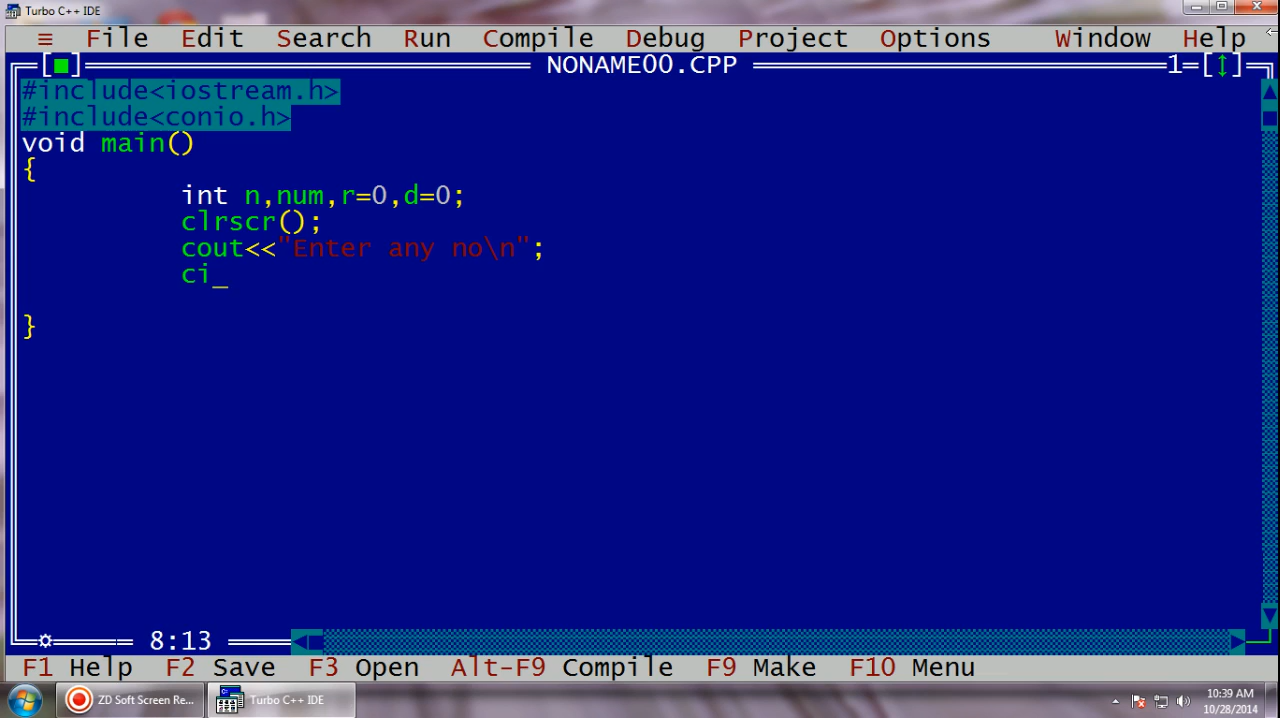 Turbo C++ IDE
≡ File Edit Search Run Compile Debug Project Options Window Help
[■] NONAME00.CPP 1=[↕]
#include<iostream.h>
#include<conio.h>
void main()
{
int n,num,r=0,d=0;
clrscr();
cout<<"Enter any no\n";
ci_
}
8:13
F1 Help F2 Save F3 Open Alt-F9 Compile F9 Make F10 Menu
ZD Soft Screen Re... Turbo C++ IDE 10:39 AM
10/28/2014